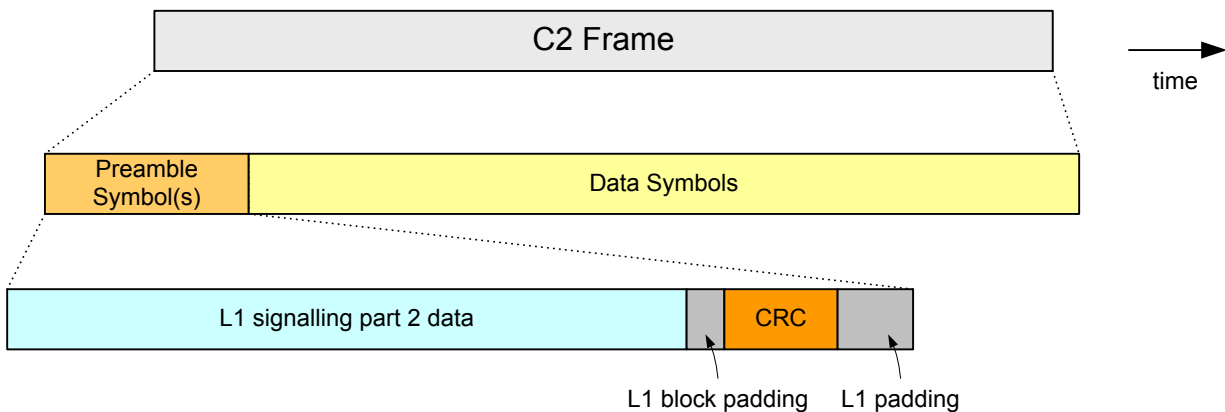 C2 Frame
time
Preamble
Symbol(s)
Data Symbols
L1 signalling part 2 data
CRC
L1 block padding
L1 padding